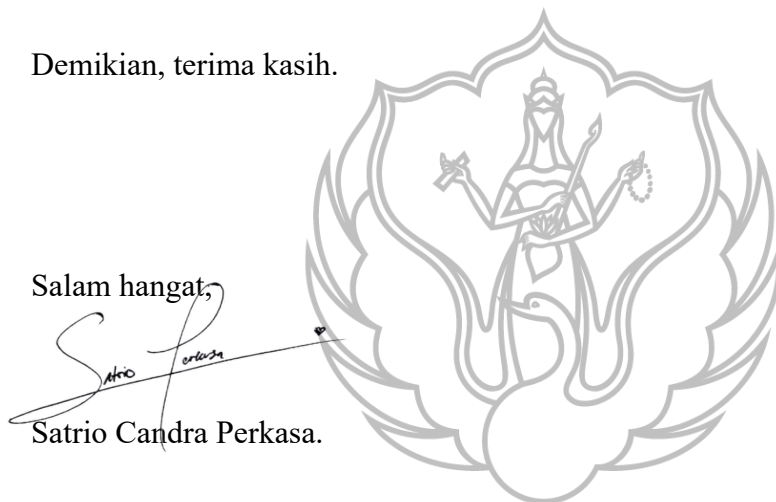 Demikian, terima kasih.
Salam hangat,
Satrio Perkasa
Satrio Candra Perkasa.